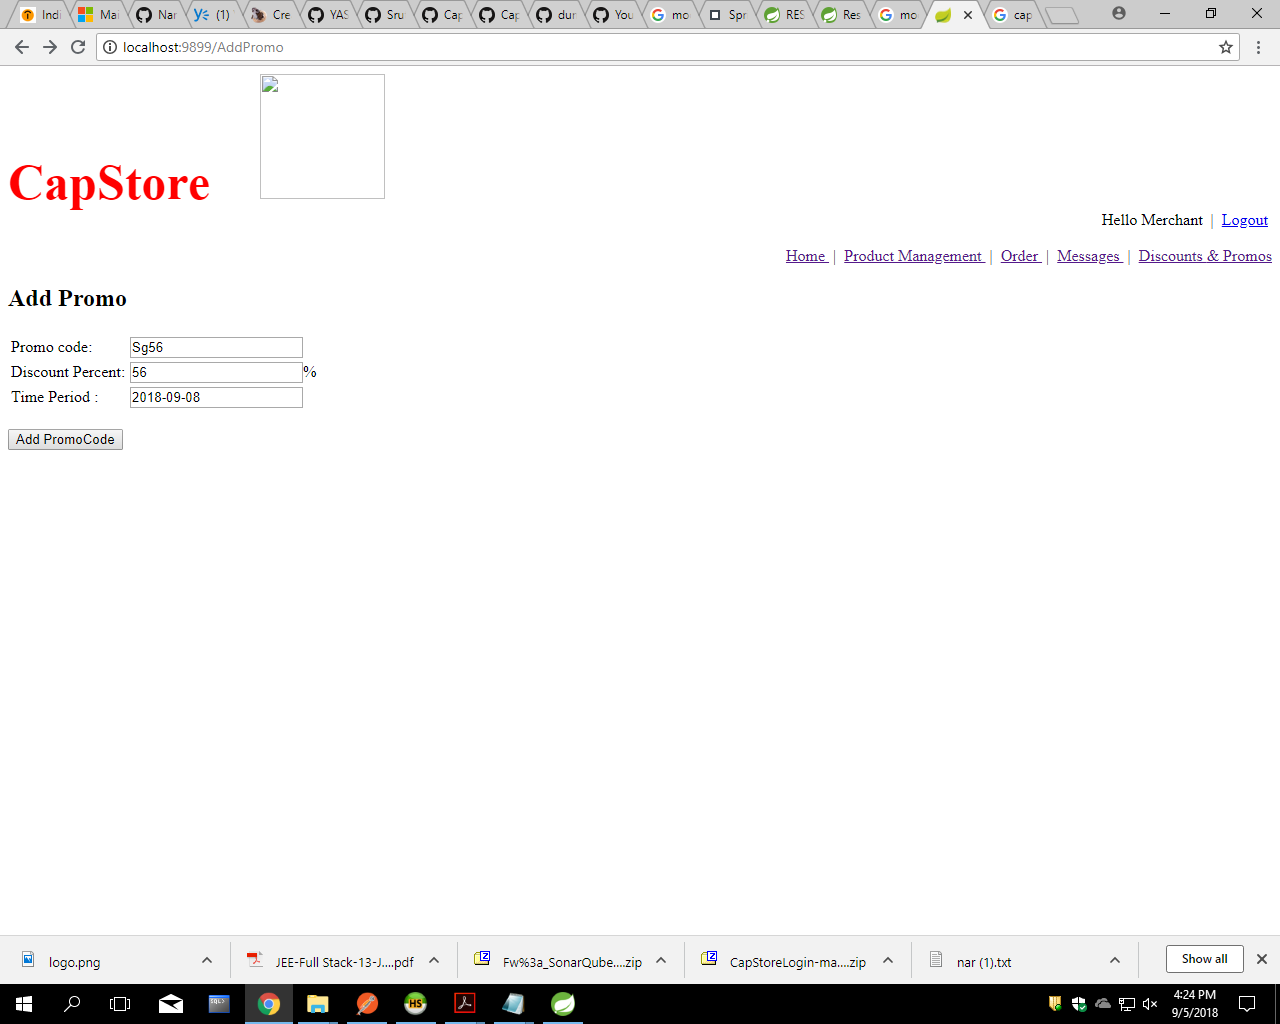 Indi
Mar
Nar
(1)
Cre
YAS
Sru
Cap
Cap
dur
You
mo
Spr
RES
Res
mo
cap
localhost:9899/AddPromo
CapStore
Hello Merchant | Logout
Home | Product Management | Order | Messages | Discounts & Promos
Add Promo
Promo code: Sg56
Discount Percent: 56 %
Time Period : 2018-09-08
Add PromoCode
logo.png
JEE-Full Stack-13-J....pdf
Fw%3a_SonarQube....zip
CapStoreLogin-ma....zip
nar (1).txt
Show all
SQL>
HS
4:24 PM
9/5/2018